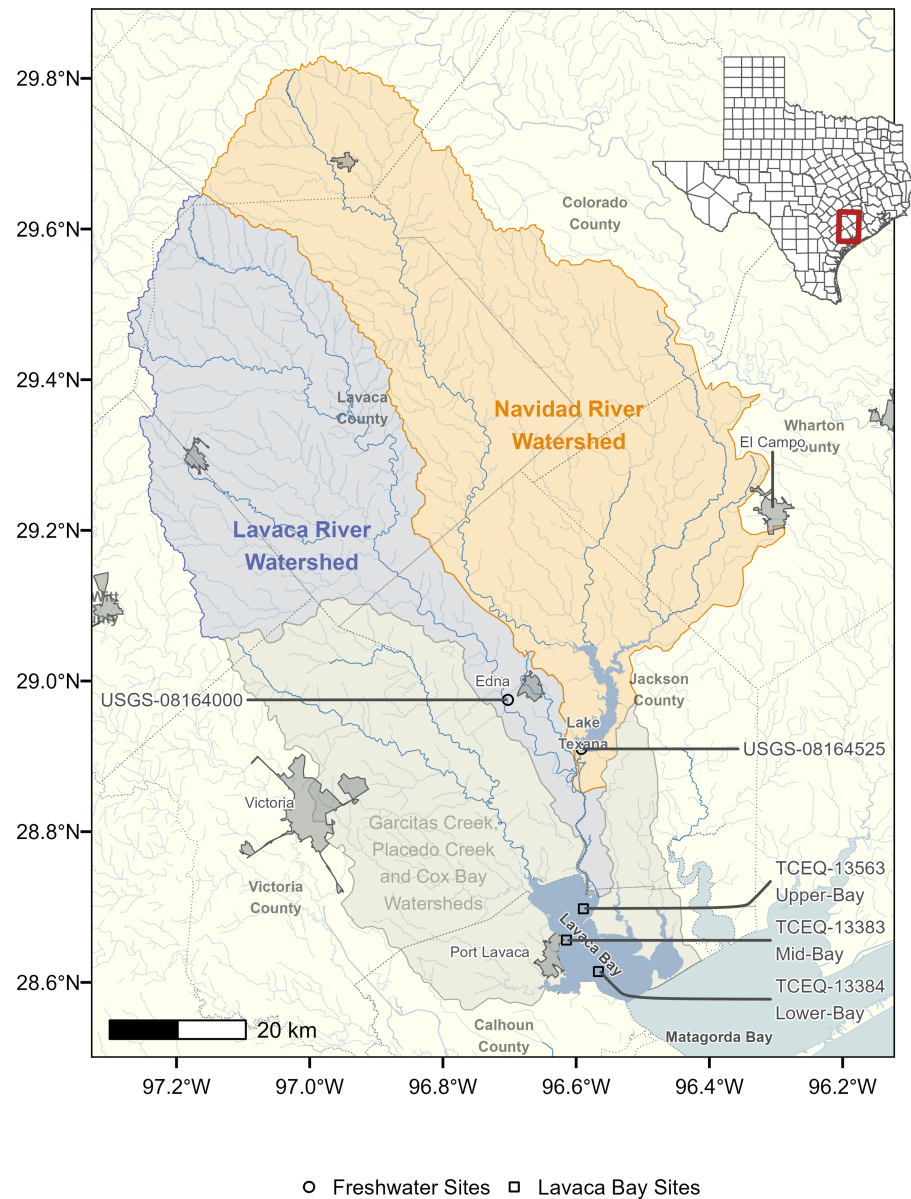 29.8°N
29.6°N
29.4°N
29.2°N
29.0°N
28.8°N
28.6°N
Colorado
County
Lavaca
County
Navidad River
Watershed
Wharton
County
El Campo
Lavaca River
Watershed
Witt
Edna
USGS-08164000
Jackson
County
Lake
Texana
USGS-08164525
Victoria
Garcitas Creek,
Placedo Creek
and Cox Bay
Watersheds
Victoria
County
TCEQ-13563
Upper-Bay
TCEQ-13383
Mid-Bay
TCEQ-13384
Lower-Bay
Lavaca Bay
Port Lavaca
Calhoun
County
Matagorda Bay
20 km
97.2°W
97.0°W
96.8°W
96.6°W
96.4°W
96.2°W
Freshwater Sites
Lavaca Bay Sites